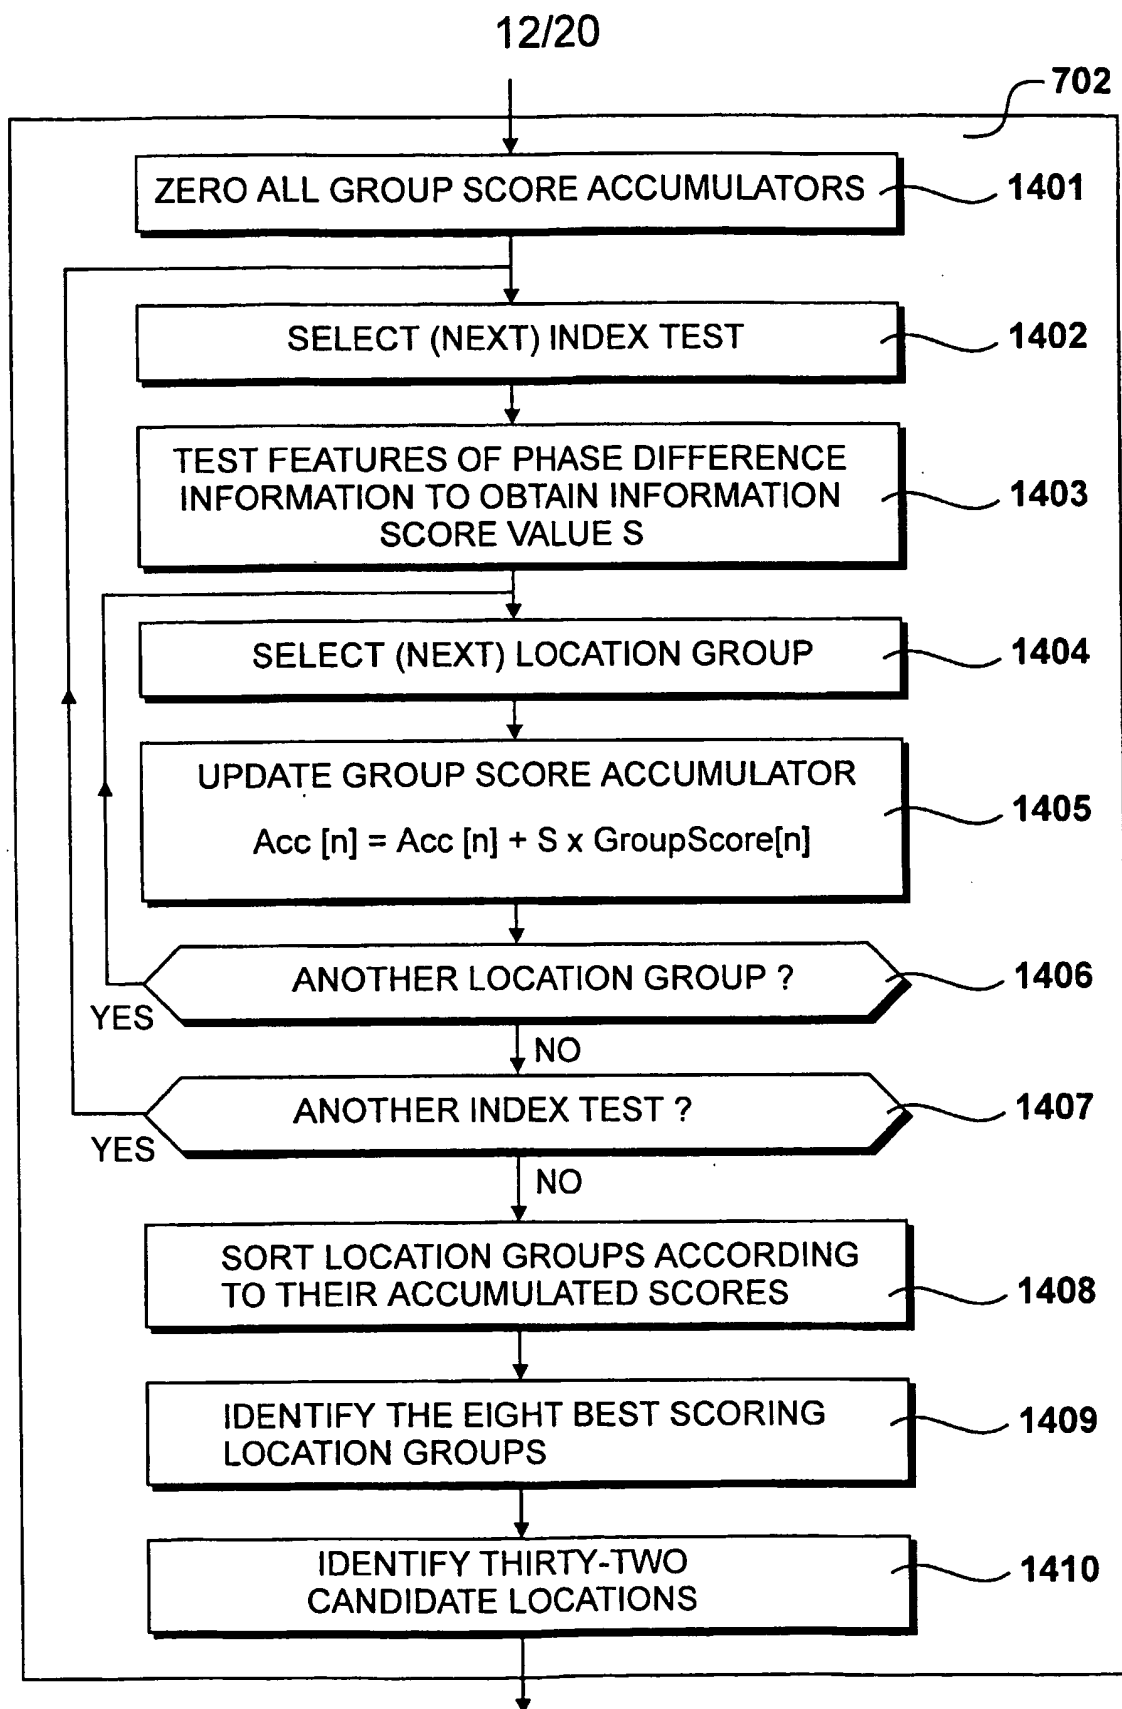 12/20
702
ZERO ALL GROUP SCORE ACCUMULATORS
1401
SELECT (NEXT) INDEX TEST
1402
TEST FEATURES OF PHASE DIFFERENCE
INFORMATION TO OBTAIN INFORMATION
SCORE VALUE S
1403
SELECT (NEXT) LOCATION GROUP
1404
UPDATE GROUP SCORE ACCUMULATOR
Acc [n] = Acc [n] + S x GroupScore[n]
1405
ANOTHER LOCATION GROUP ?
1406
YES
NO
ANOTHER INDEX TEST ?
1407
YES
NO
SORT LOCATION GROUPS ACCORDING
TO THEIR ACCUMULATED SCORES
1408
IDENTIFY THE EIGHT BEST SCORING
LOCATION GROUPS
1409
IDENTIFY THIRTY-TWO
CANDIDATE LOCATIONS
1410